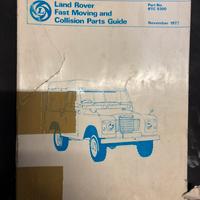 Land Rover
Fast Moving and
Collision Parts Guide
Part No.
RTC 9300
November 1977